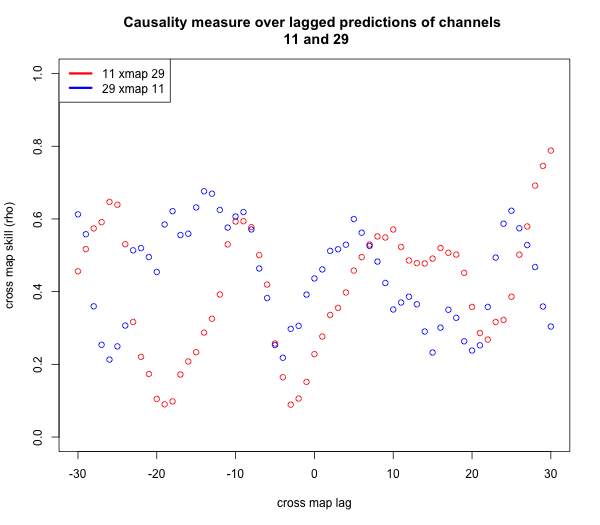 Causality measure over lagged predictions of channels
11 and 29
11 xmap 29
29 xmap 11
cross map skill (rho)
1.0
0.8
0.6
0.4
0.2
0.0
-30
-20
-10
0
10
20
30
cross map lag